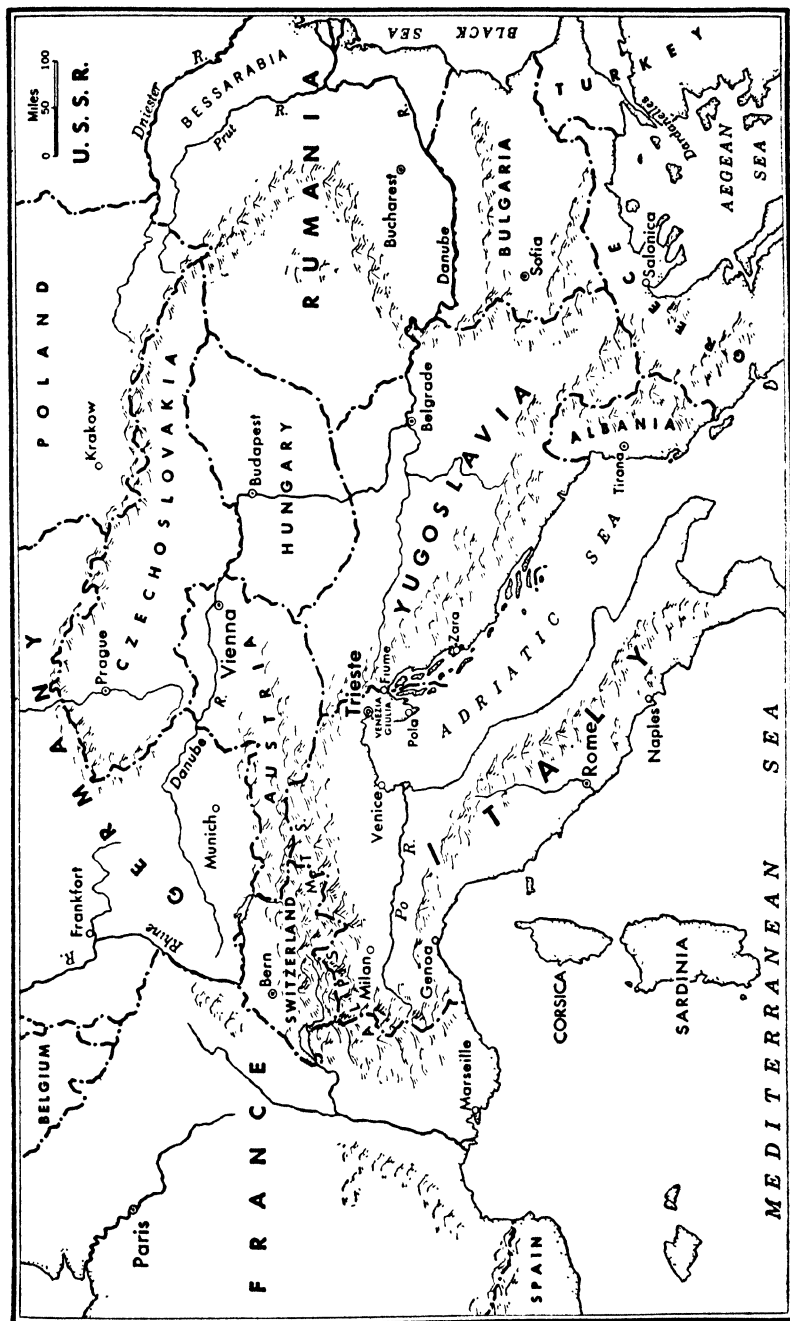 Miles
0 50 100
U. S. S. R.
POLAND
GERMANY
BELGIUM
Frankfort
Rhine
R.
Paris
FRANCE
Prague
CZECHOSLOVAKIA
Krakow
Dniester
R.
BESSARABIA
Prut
R.
RUMANIA
BLACK SEA
Munich
Danube
R.
Vienna
AUSTRIA
Budapest
HUNGARY
Bern
SWITZERLAND
ALPS MTS.
Milan
Venice
Trieste
VENEZIA
GIULIA
Fiume
Pola
Zara
YUGOSLAVIA
Belgrade
Bucharest
Danube
R.
BULGARIA
Sofia
TURKEY
Dardanelles
AEGEAN
SEA
Salonica
GREECE
ALBANIA
Tirana
ADRIATIC SEA
Po
R.
Genoa
ITALY
Rome
Naples
Marseille
CORSICA
SARDINIA
SPAIN
MEDITERRANEAN SEA